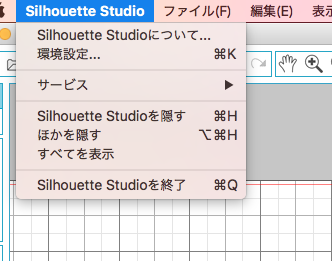 Silhouette Studio ファイル(F) 編集(E) 表示
Silhouette Studioについて...
環境設定... ⌘K
サービス ▶
Silhouette Studioを隠す ⌘H
ほかを隠す ⌥⌘H
すべてを表示
Silhouette Studioを終了 ⌘Q